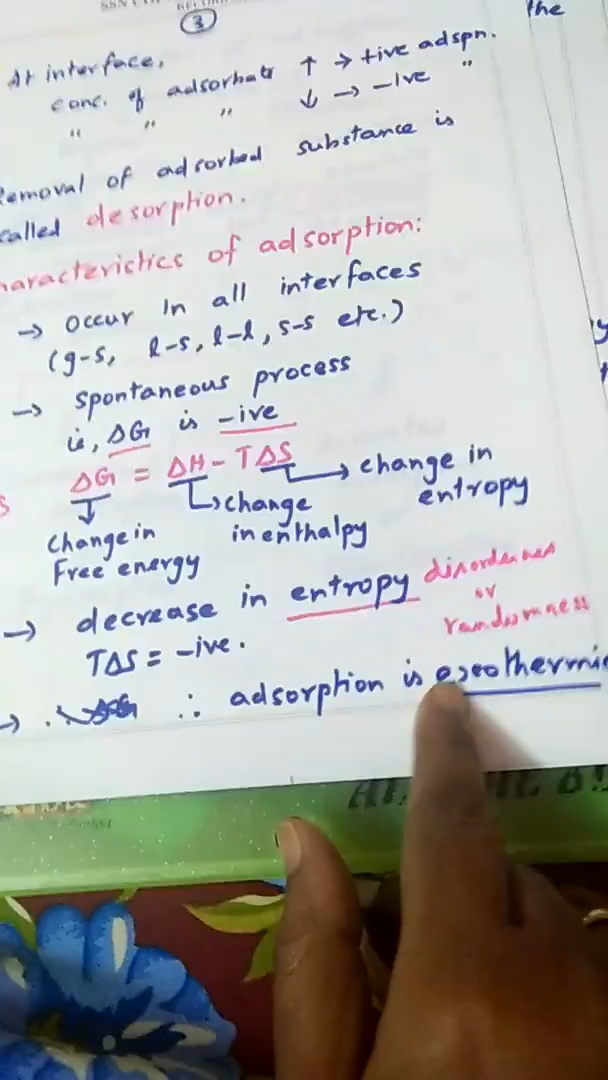 3
the
At interface,
conc. of adsorbate ↑ → +ive adspn.
" " " ↓ → -ive "
Removal of adsorbed substance is
called desorption.
haracterictics of adsorption:
→ occur in all interfaces
(g-s, l-s, l-l, s-s etc.)
→ spontaneous process
ie, ΔG is -ive
ΔG = ΔH - TΔS → change in
entropy
change
in enthalpy
change in
Free energy
→ decrease in entropy disorderness
or
randomness
TΔS = -ive.
→ ∴ adsorption is exothermic